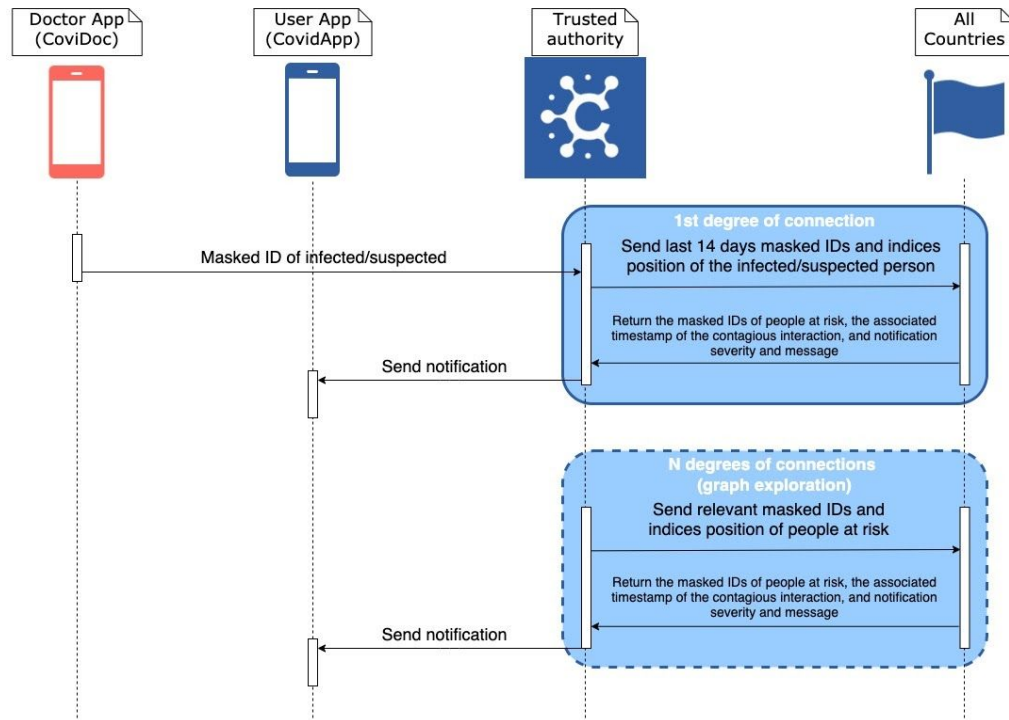 Doctor App
(CoviDoc)
User App
(CovidApp)
Trusted
authority
All
Countries
1st degree of connection
Send last 14 days masked IDs and indices
position of the infected/suspected person
Masked ID of infected/suspected
Return the masked IDs of people at risk, the associated
timestamp of the contagious interaction, and notification
severity and message
Send notification
N degrees of connections
(graph exploration)
Send relevant masked IDs and
indices position of people at risk
Return the masked IDs of people at risk, the associated
timestamp of the contagious interaction, and notification
severity and message
Send notification